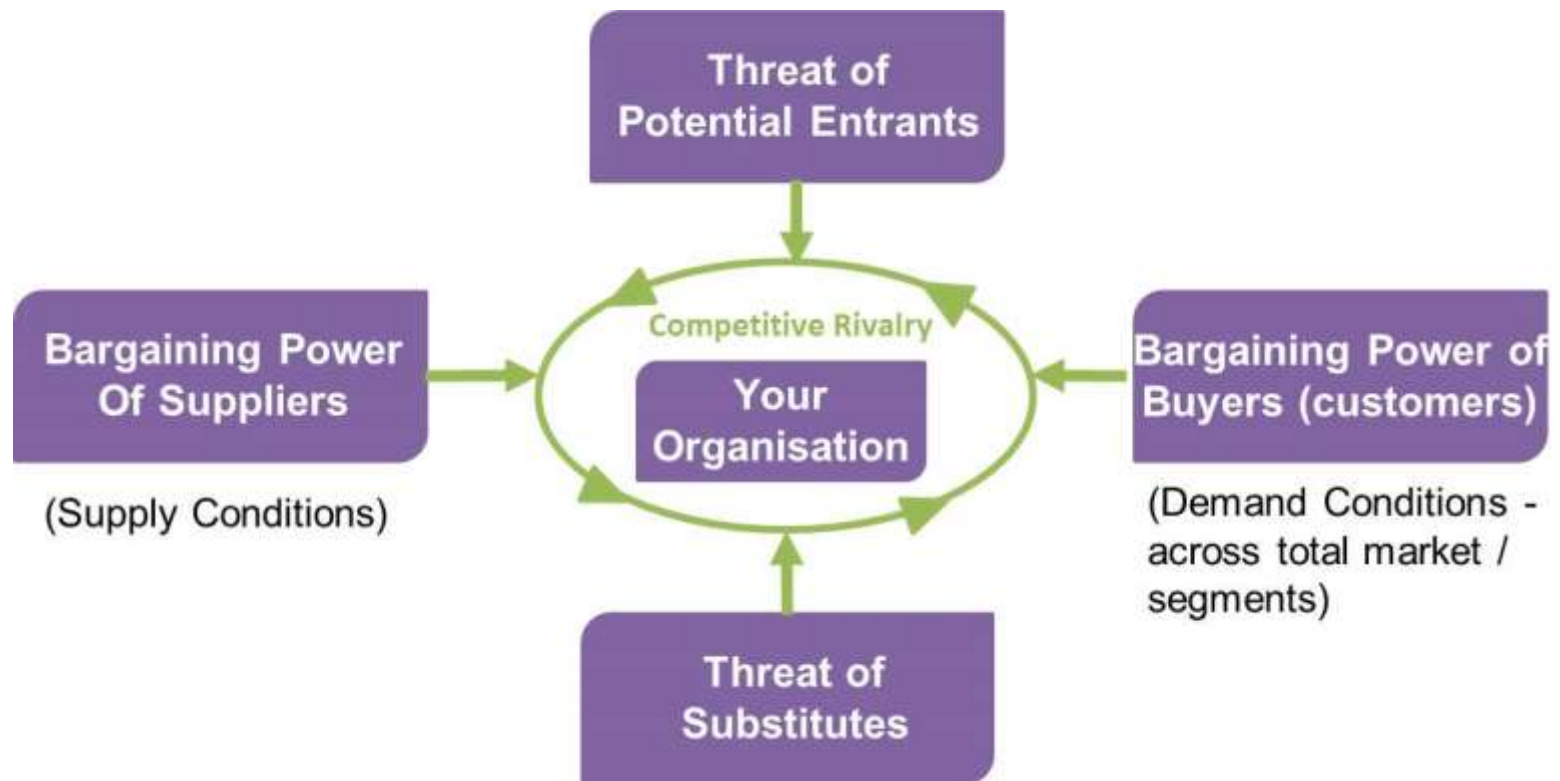 Threat of
Potential Entrants
Bargaining Power
Of Suppliers
(Supply Conditions)
Competitive Rivalry
Your
Organisation
Bargaining Power of
Buyers (customers)
(Demand Conditions -
across total market /
segments)
Threat of
Substitutes